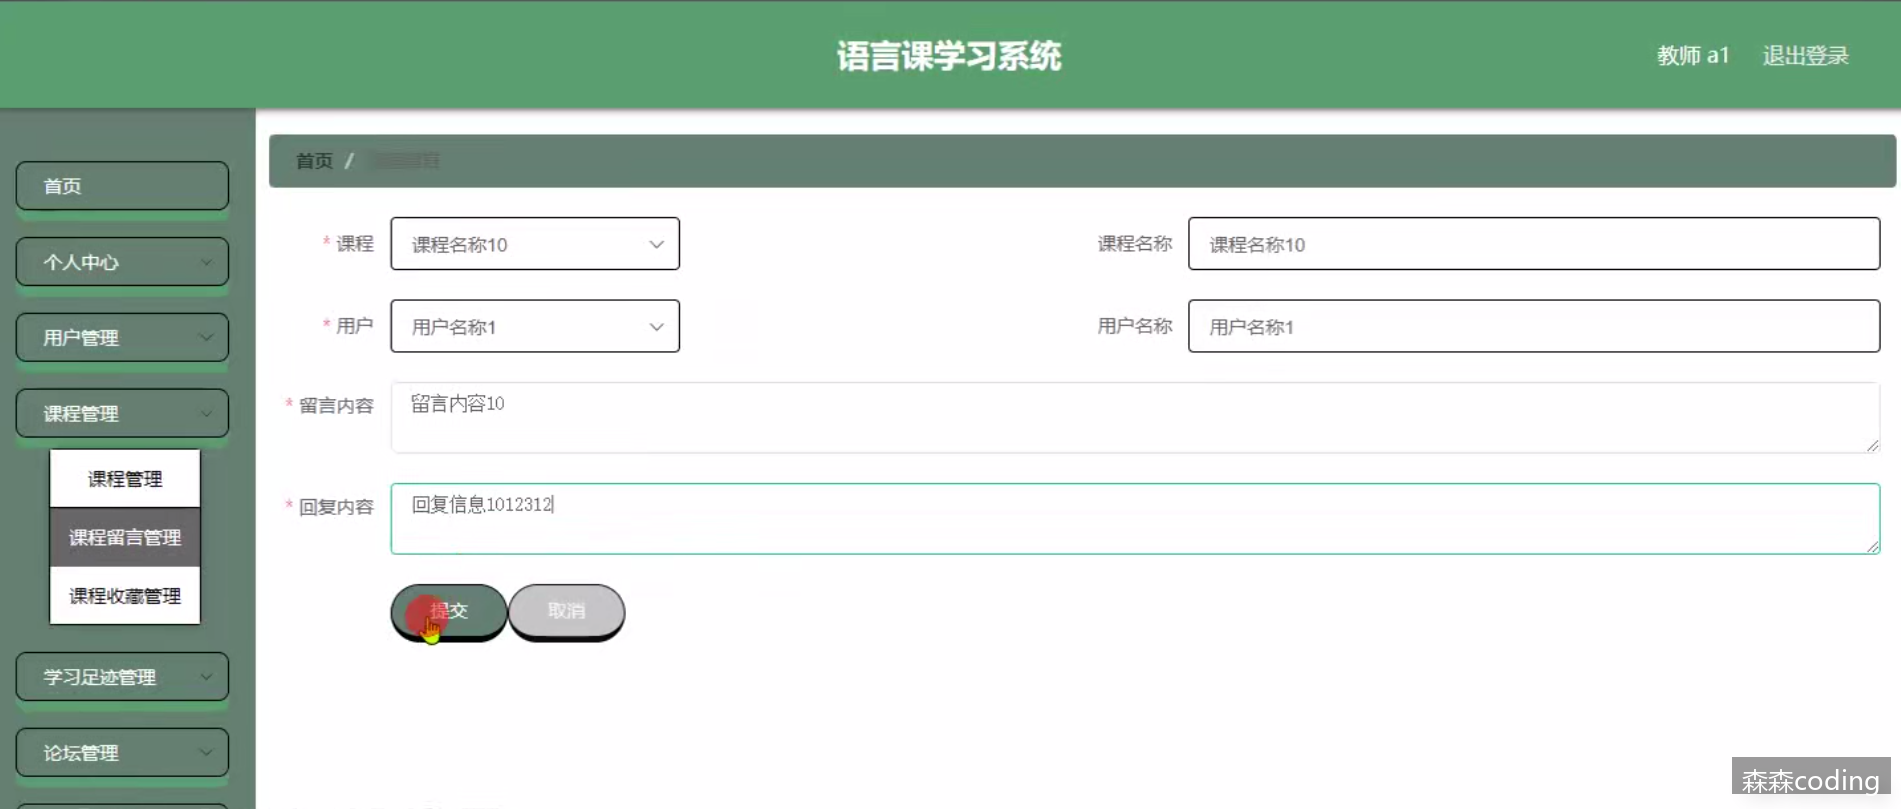 语言课学习系统
教师 a1 退出登录
首页
个人中心
用户管理
课程管理
课程管理
课程留言管理
课程收藏管理
学习足迹管理
论坛管理
首页 /
* 课程 课程名称10 课程名称 课程名称10
* 用户 用户名称1 用户名称 用户名称1
* 留言内容 留言内容10
* 回复内容 回复信息1012312
提交 取消
森森coding